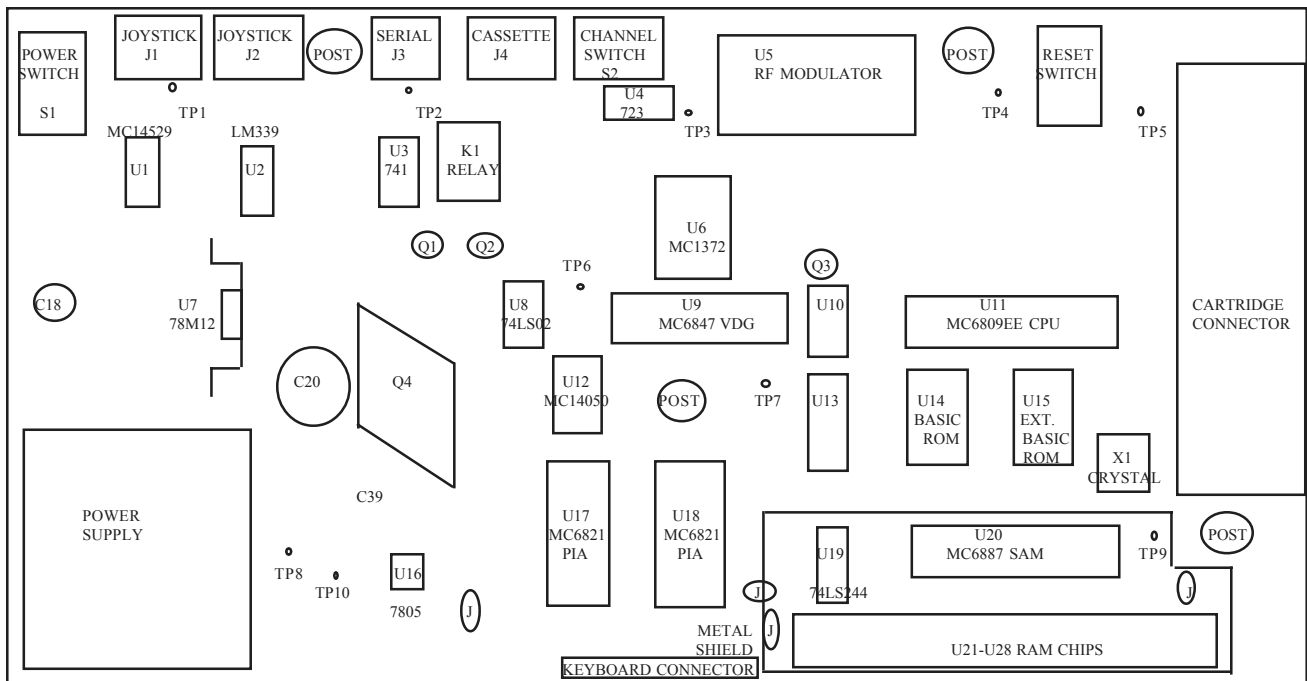 POWER
SWITCH
S1
JOYSTICK
J1
JOYSTICK
J2
POST
SERIAL
J3
CASSETTE
J4
CHANNEL
SWITCH
S2
U4
723
U5
RF MODULATOR
POST
RESET
SWITCH
TP1
TP2
TP3
TP4
TP5
MC14529
U1
LM339
U2
U3
741
K1
RELAY
U6
MC1372
Q1
Q2
Q3
TP6
C18
U7
78M12
U8
74LS02
U9
MC6847 VDG
U10
U11
MC6809EE CPU
CARTRIDGE
CONNECTOR
C20
Q4
U12
MC14050
POST
TP7
U13
U14
BASIC
ROM
U15
EXT.
BASIC
ROM
X1
CRYSTAL
C39
POWER
SUPPLY
U17
MC6821
PIA
U18
MC6821
PIA
U19
74LS244
U20
MC6887 SAM
TP9
POST
TP8
TP10
U16
7805
J
J
J
J
METAL
SHIELD
U21-U28 RAM CHIPS
KEYBOARD CONNECTOR